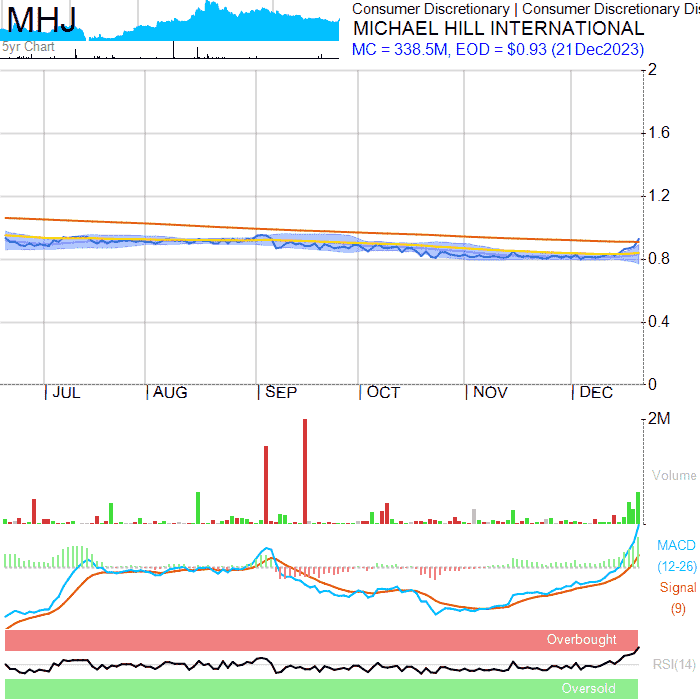 MHJ
5yr Chart
Consumer Discretionary | Consumer Discretionary Dis
MICHAEL HILL INTERNATIONAL
MC = 338.5M, EOD = $0.93 (21Dec2023)
2
1.6
1.2
0.8
0.4
0
JUL AUG SEP OCT NOV DEC
2M
Volume
MACD
(12-26)
Signal
(9)
Overbought
RSI(14)
Oversold